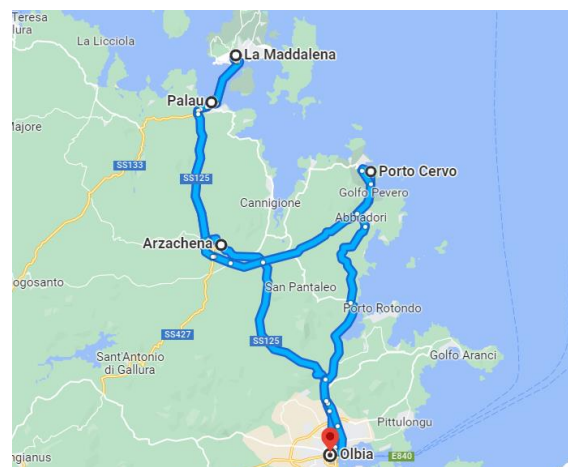 Teresa
lura
La Licciola
La Maddalena
Palau
Majore
SS133
SS125
Porto Cervo
Golfo Pevero
Cannigione
Abbiadori
Arzachena
ogosanto
San Pantaleo
Porto Rotondo
SS427
SS125
Sant'Antonio
di Gallura
Golfo Aranci
Pittulongu
Olbia
E840
ngianus